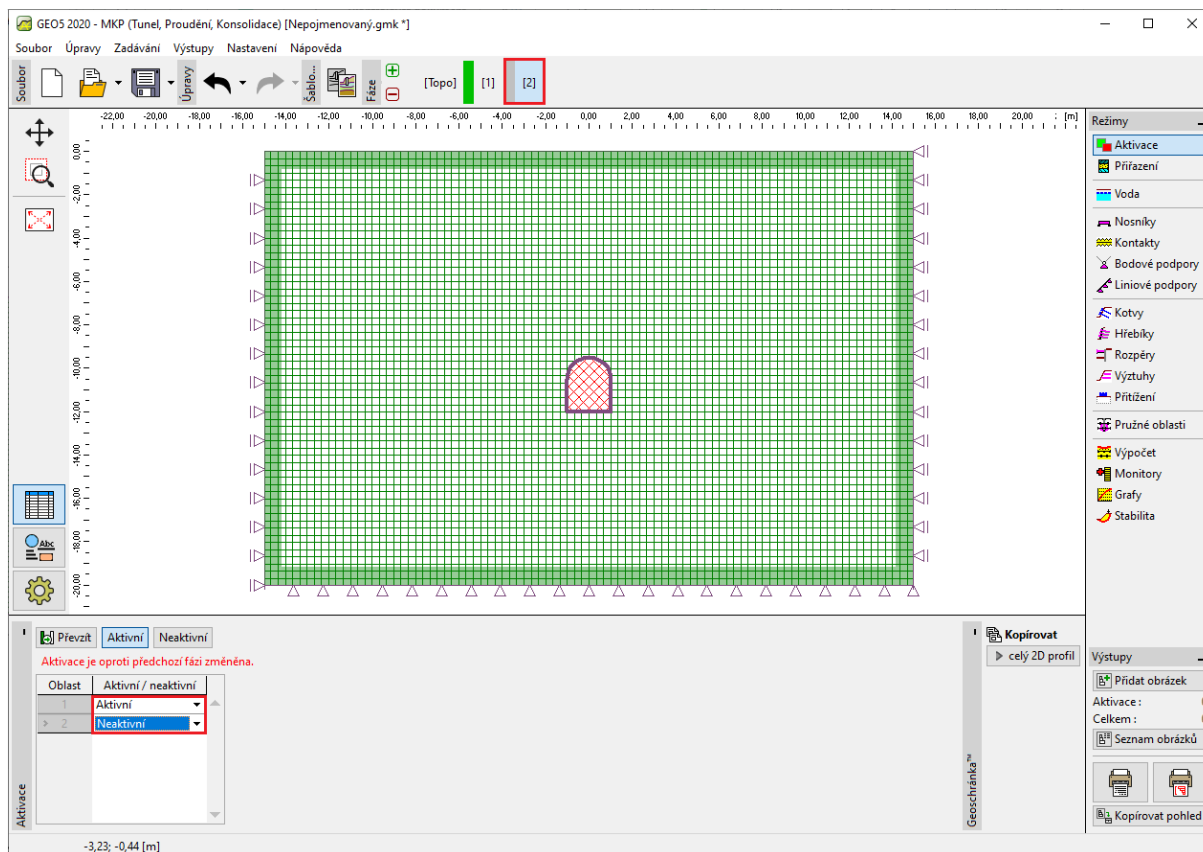 GEO5 2020 - MKP (Tunel, Proudění, Konsolidace) [Nepojmenovaný.gmk *]
Soubor Úpravy Zadávání Výstupy Nastavení Nápověda
Soubor
Úpravy
Šablo...
Fáze
[Topo] [1] [2]
-22,00 -20,00 -18,00 -16,00 -14,00 -12,00 -10,00 -8,00 -6,00 -4,00 -2,00 0,00 2,00 4,00 6,00 8,00 10,00 12,00 14,00 16,00 18,00 20,00 [m]
0,00
-2,00
-4,00
-6,00
-8,00
-10,00
-12,00
-14,00
-16,00
-18,00
-20,00
Abc
Režimy
Aktivace
Přiřazení
Voda
Nosníky
Kontakty
Bodové podpory
Liniové podpory
Kotvy
Hřebíky
Rozpěry
Výztuhy
Přitížení
Pružné oblasti
Výpočet
Monitory
Grafy
Stabilita
Aktivace
Převzít Aktivní Neaktivní
Aktivace je oproti předchozí fázi změněna.
Oblast Aktivní / neaktivní
1 Aktivní
> 2 Neaktivní
Geoschránka™
Kopírovat
celý 2D profil
Výstupy
Přidat obrázek
Aktivace :
Celkem :
Seznam obrázků
Kopírovat pohled
-3,23; -0,44 [m]